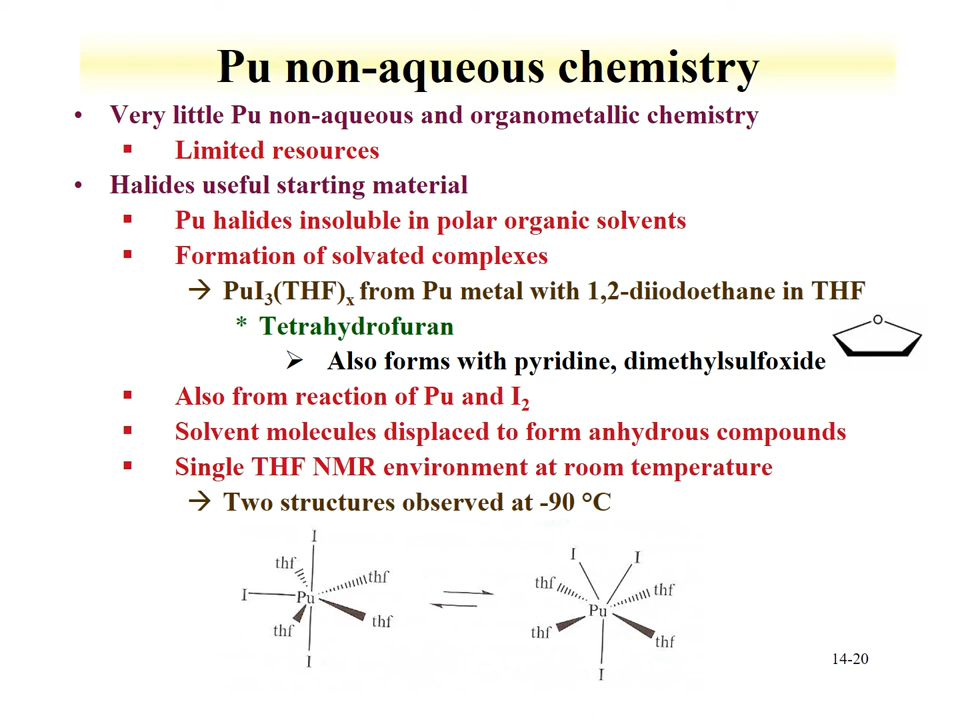 Pu non-aqueous chemistry
• Very little Pu non-aqueous and organometallic chemistry
▪ Limited resources
• Halides useful starting material
▪ Pu halides insoluble in polar organic solvents
▪ Formation of solvated complexes
→ PuI₃(THF)ₓ from Pu metal with 1,2-diiodoethane in THF
* Tetrahydrofuran
O
➢ Also forms with pyridine, dimethylsulfoxide
▪ Also from reaction of Pu and I₂
▪ Solvent molecules displaced to form anhydrous compounds
▪ Single THF NMR environment at room temperature
→ Two structures observed at -90 °C
I
thf
thf
I
Pu
thf
thf
I
I
I
thf
thf
Pu
thf
thf
I
14-20